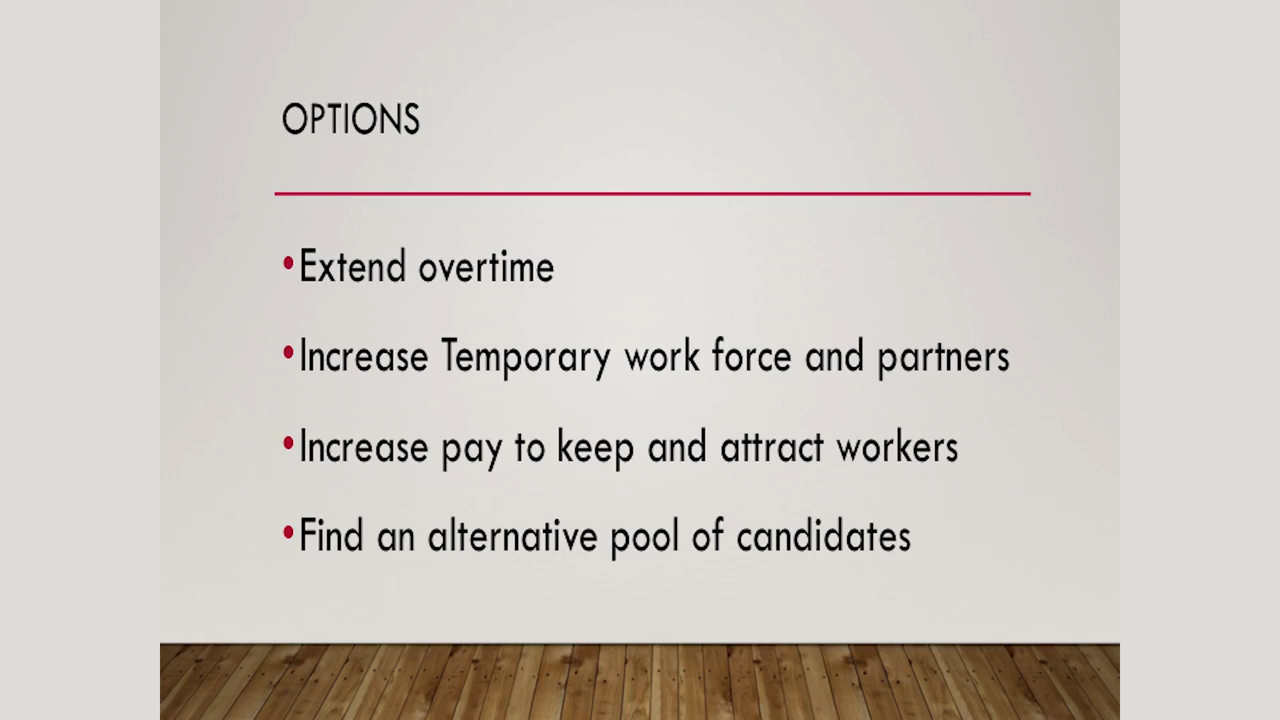 OPTIONS
•Extend overtime
•Increase Temporary work force and partners
•Increase pay to keep and attract workers
•Find an alternative pool of candidates